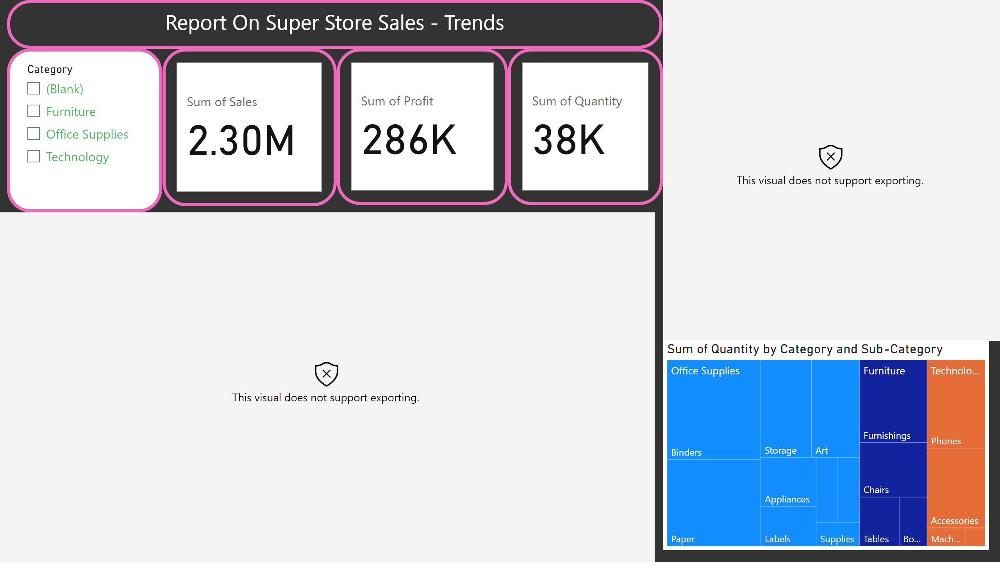 Report On Super Store Sales - Trends
Category
(Blank)
Furniture
Office Supplies
Technology
Sum of Sales
2.30M
Sum of Profit
286K
Sum of Quantity
38K
This visual does not support exporting.
This visual does not support exporting.
Sum of Quantity by Category and Sub-Category
Office Supplies
Furniture
Technolo...
Binders
Storage
Art
Furnishings
Phones
Paper
Appliances
Labels
Supplies
Chairs
Tables
Bo...
Accessories
Mach...